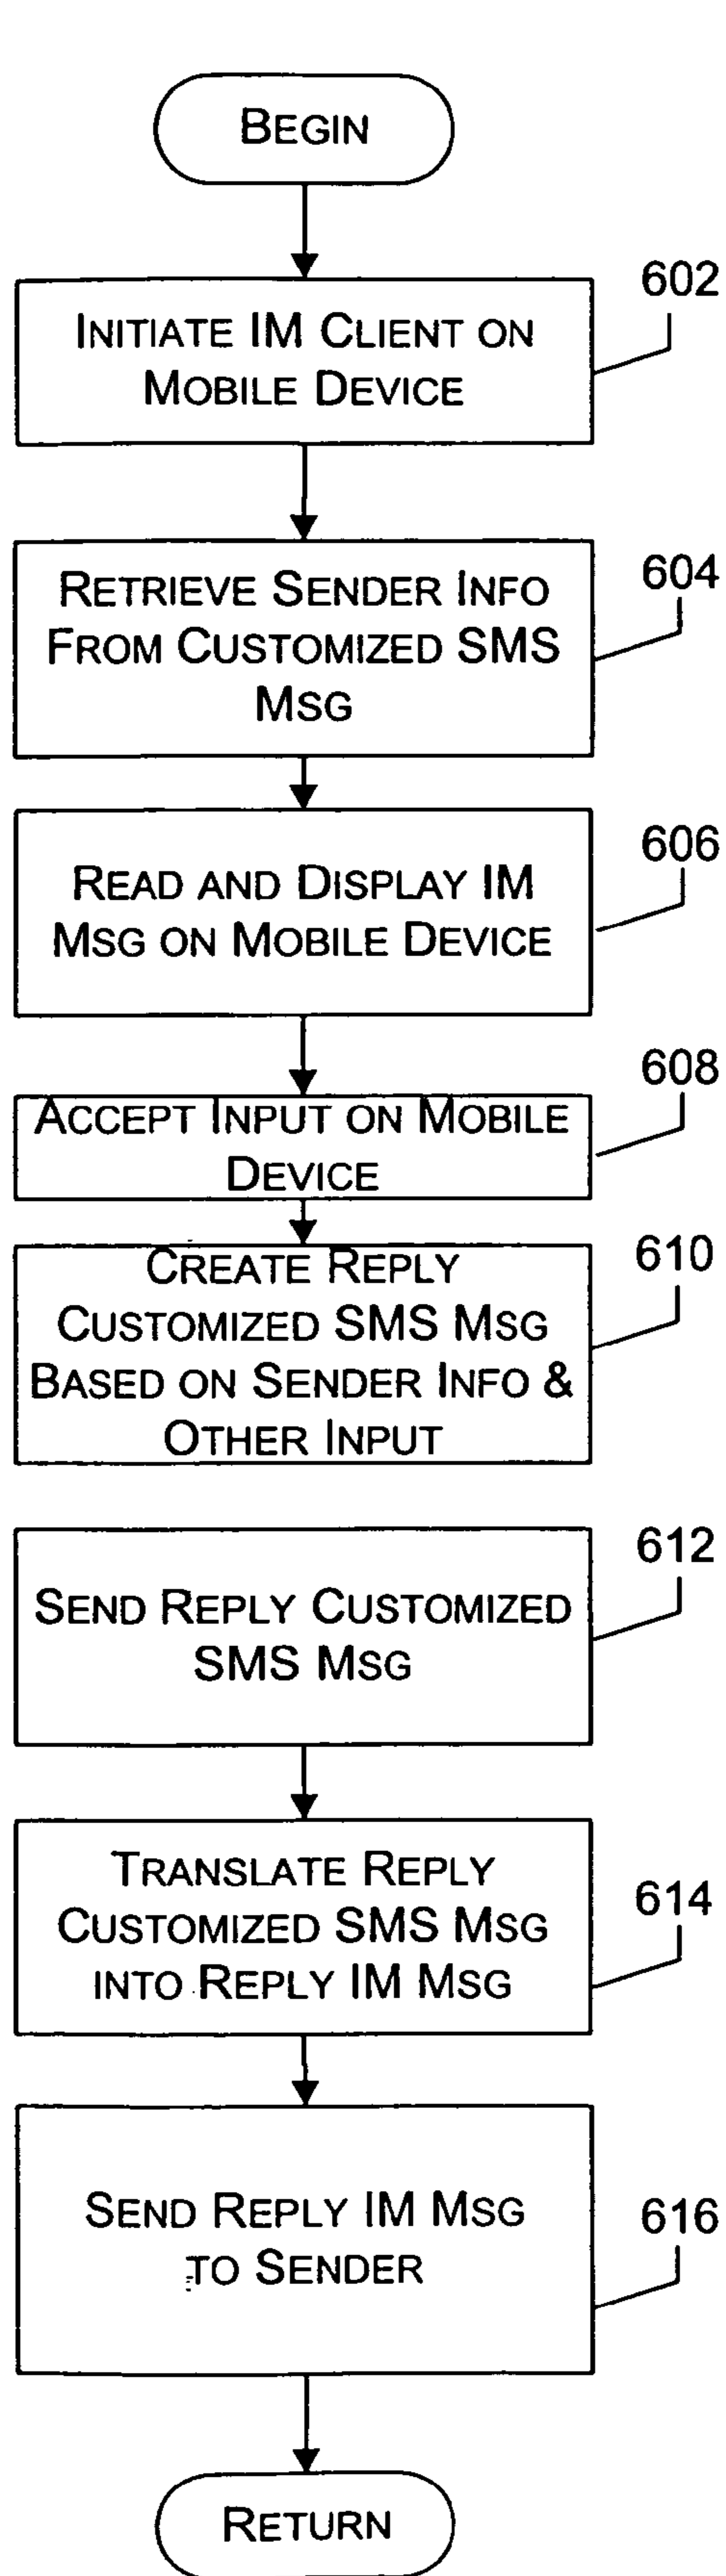 BEGIN
602
INITIATE IM CLIENT ON
MOBILE DEVICE
604
RETRIEVE SENDER INFO
FROM CUSTOMIZED SMS
MSG
606
READ AND DISPLAY IM
MSG ON MOBILE DEVICE
608
ACCEPT INPUT ON MOBILE
DEVICE
610
CREATE REPLY
CUSTOMIZED SMS MSG
BASED ON SENDER INFO &
OTHER INPUT
612
SEND REPLY CUSTOMIZED
SMS MSG
614
TRANSLATE REPLY
CUSTOMIZED SMS MSG
INTO REPLY IM MSG
616
SEND REPLY IM MSG
TO SENDER
RETURN